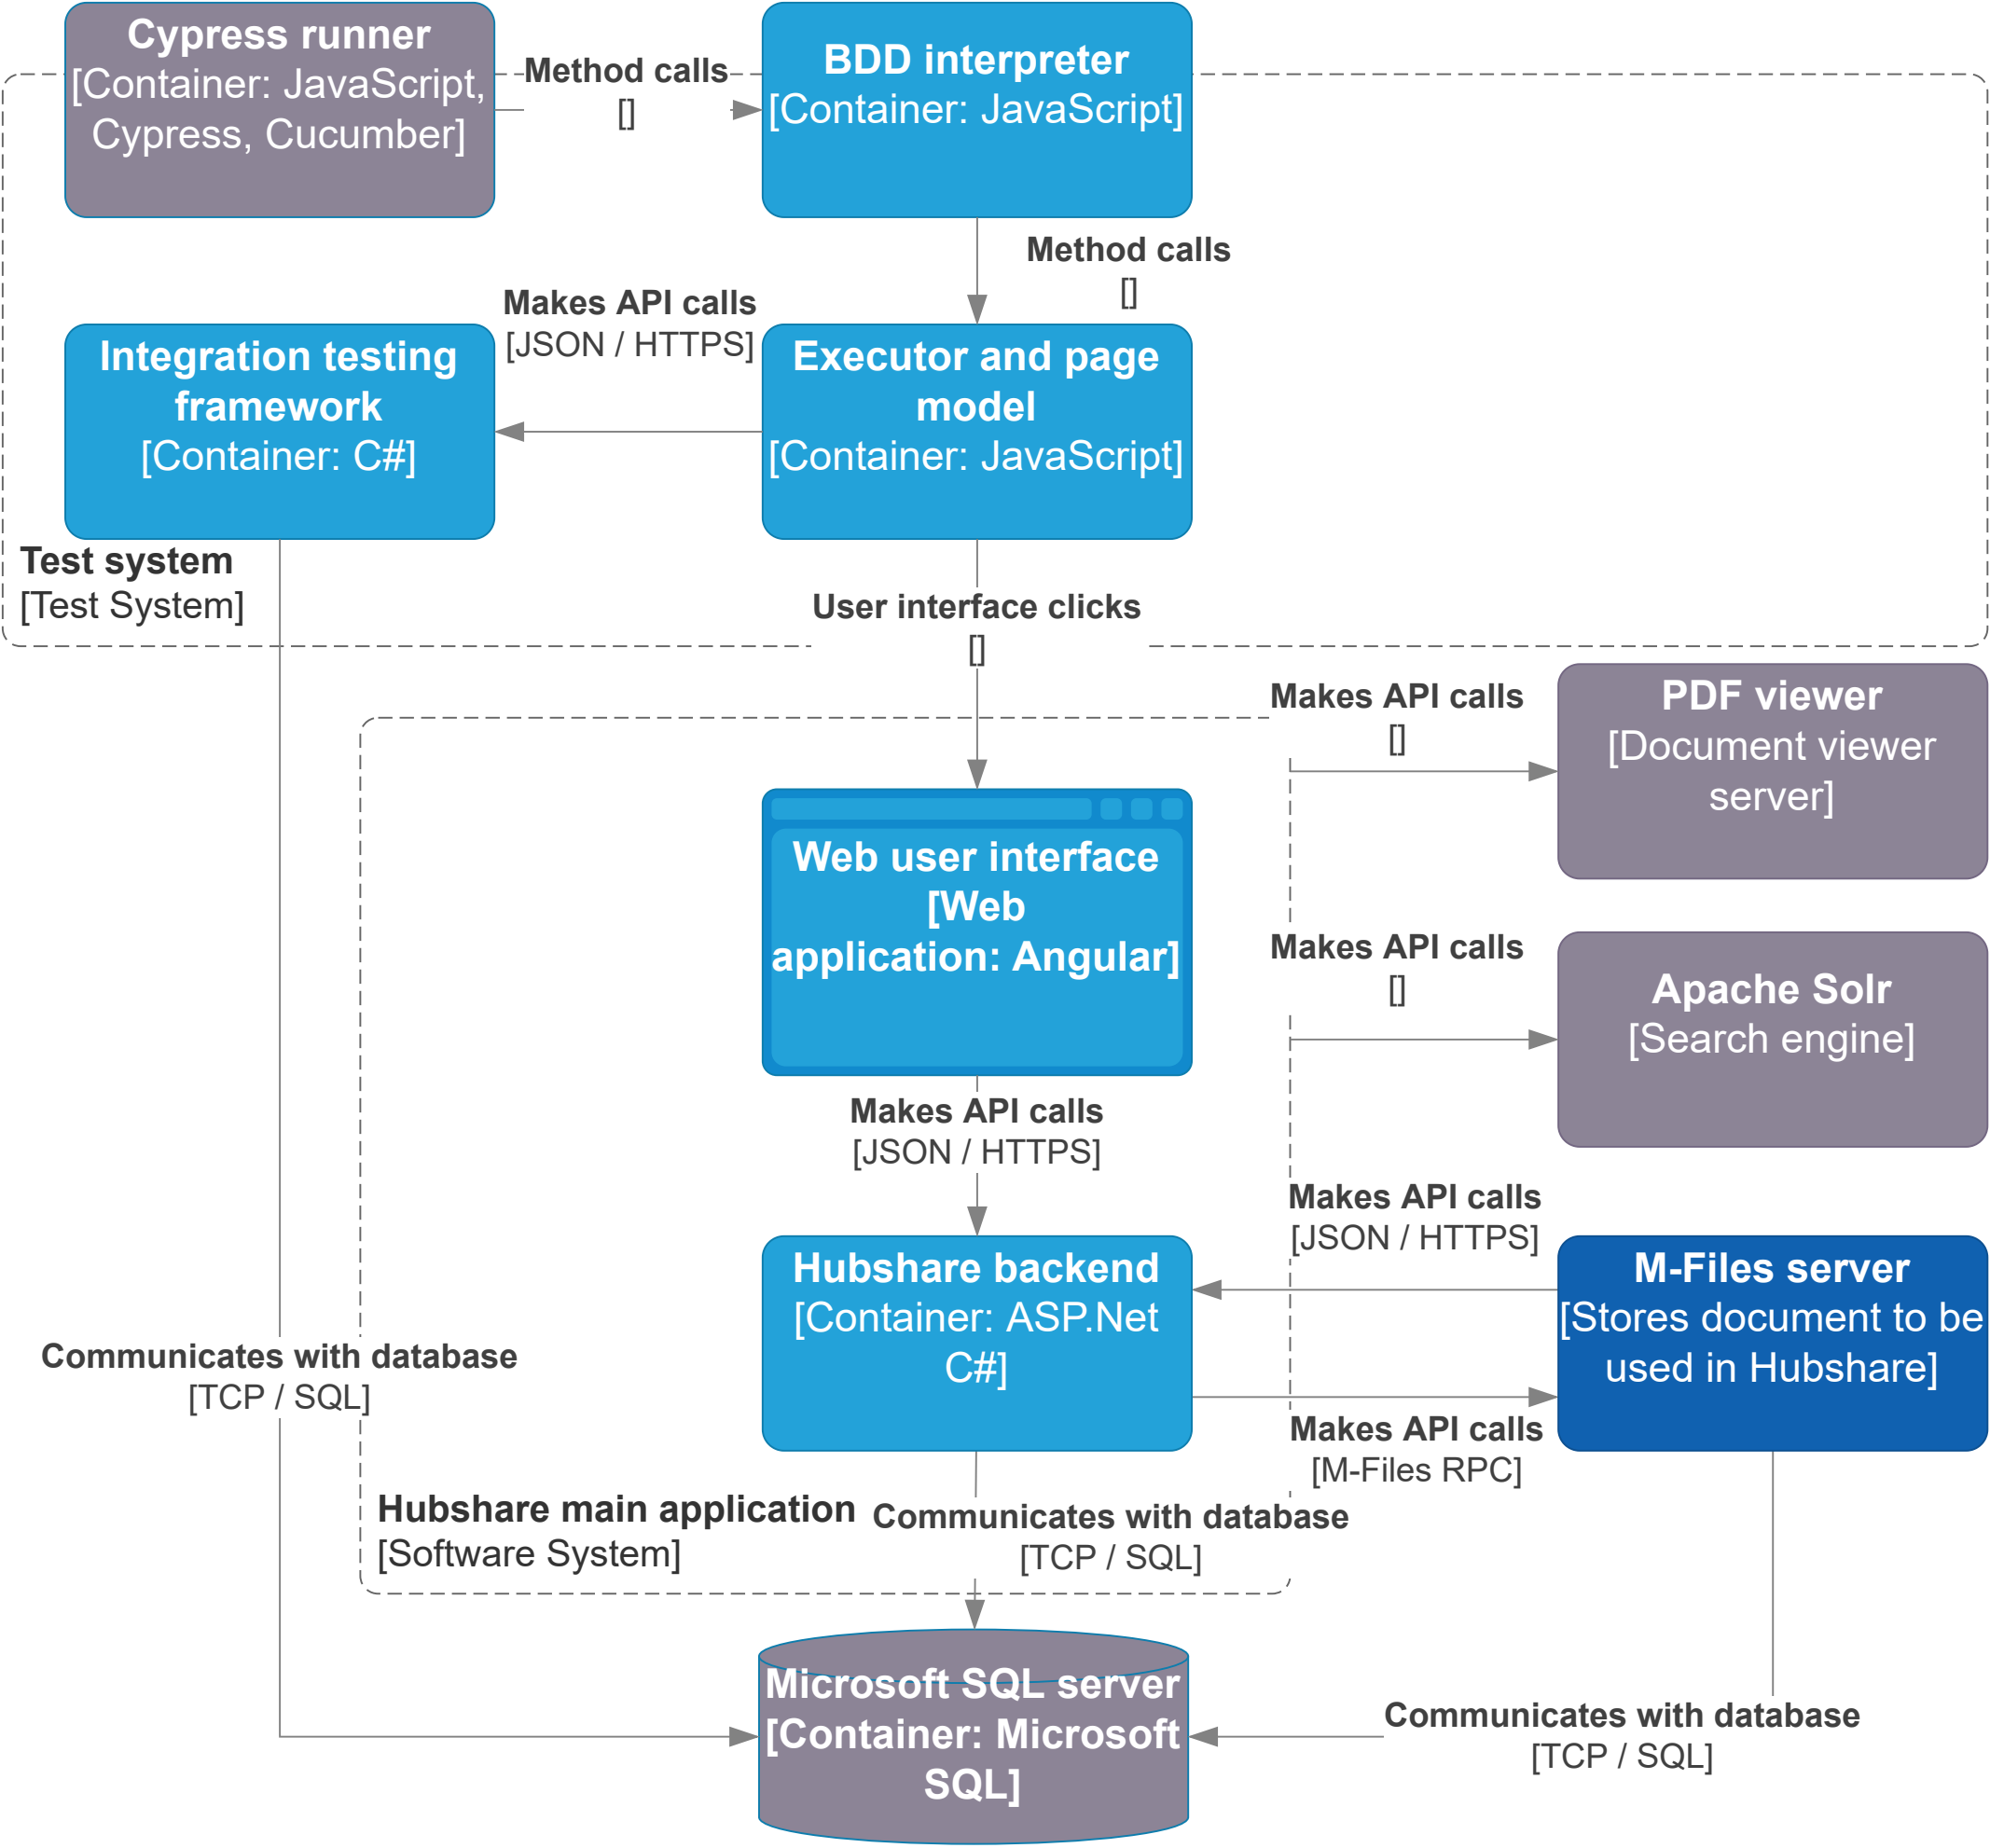 Cypress runner
[Container: JavaScript,
Cypress, Cucumber]
Method calls
[]
BDD interpreter
[Container: JavaScript]
Method calls
[]
Makes API calls
[JSON / HTTPS]
Integration testing
framework
[Container: C#]
Executor and page
model
[Container: JavaScript]
Test system
[Test System]
User interface clicks
[]
Makes API calls
[]
PDF viewer
[Document viewer
server]
Web user interface
[Web
application: Angular]
Makes API calls
[]
Apache Solr
[Search engine]
Makes API calls
[JSON / HTTPS]
Makes API calls
[JSON / HTTPS]
Hubshare backend
[Container: ASP.Net
C#]
M-Files server
[Stores document to be
used in Hubshare]
Communicates with database
[TCP / SQL]
Makes API calls
[M-Files RPC]
Hubshare main application
[Software System]
Communicates with database
[TCP / SQL]
Microsoft SQL server
[Container: Microsoft
SQL]
Communicates with database
[TCP / SQL]